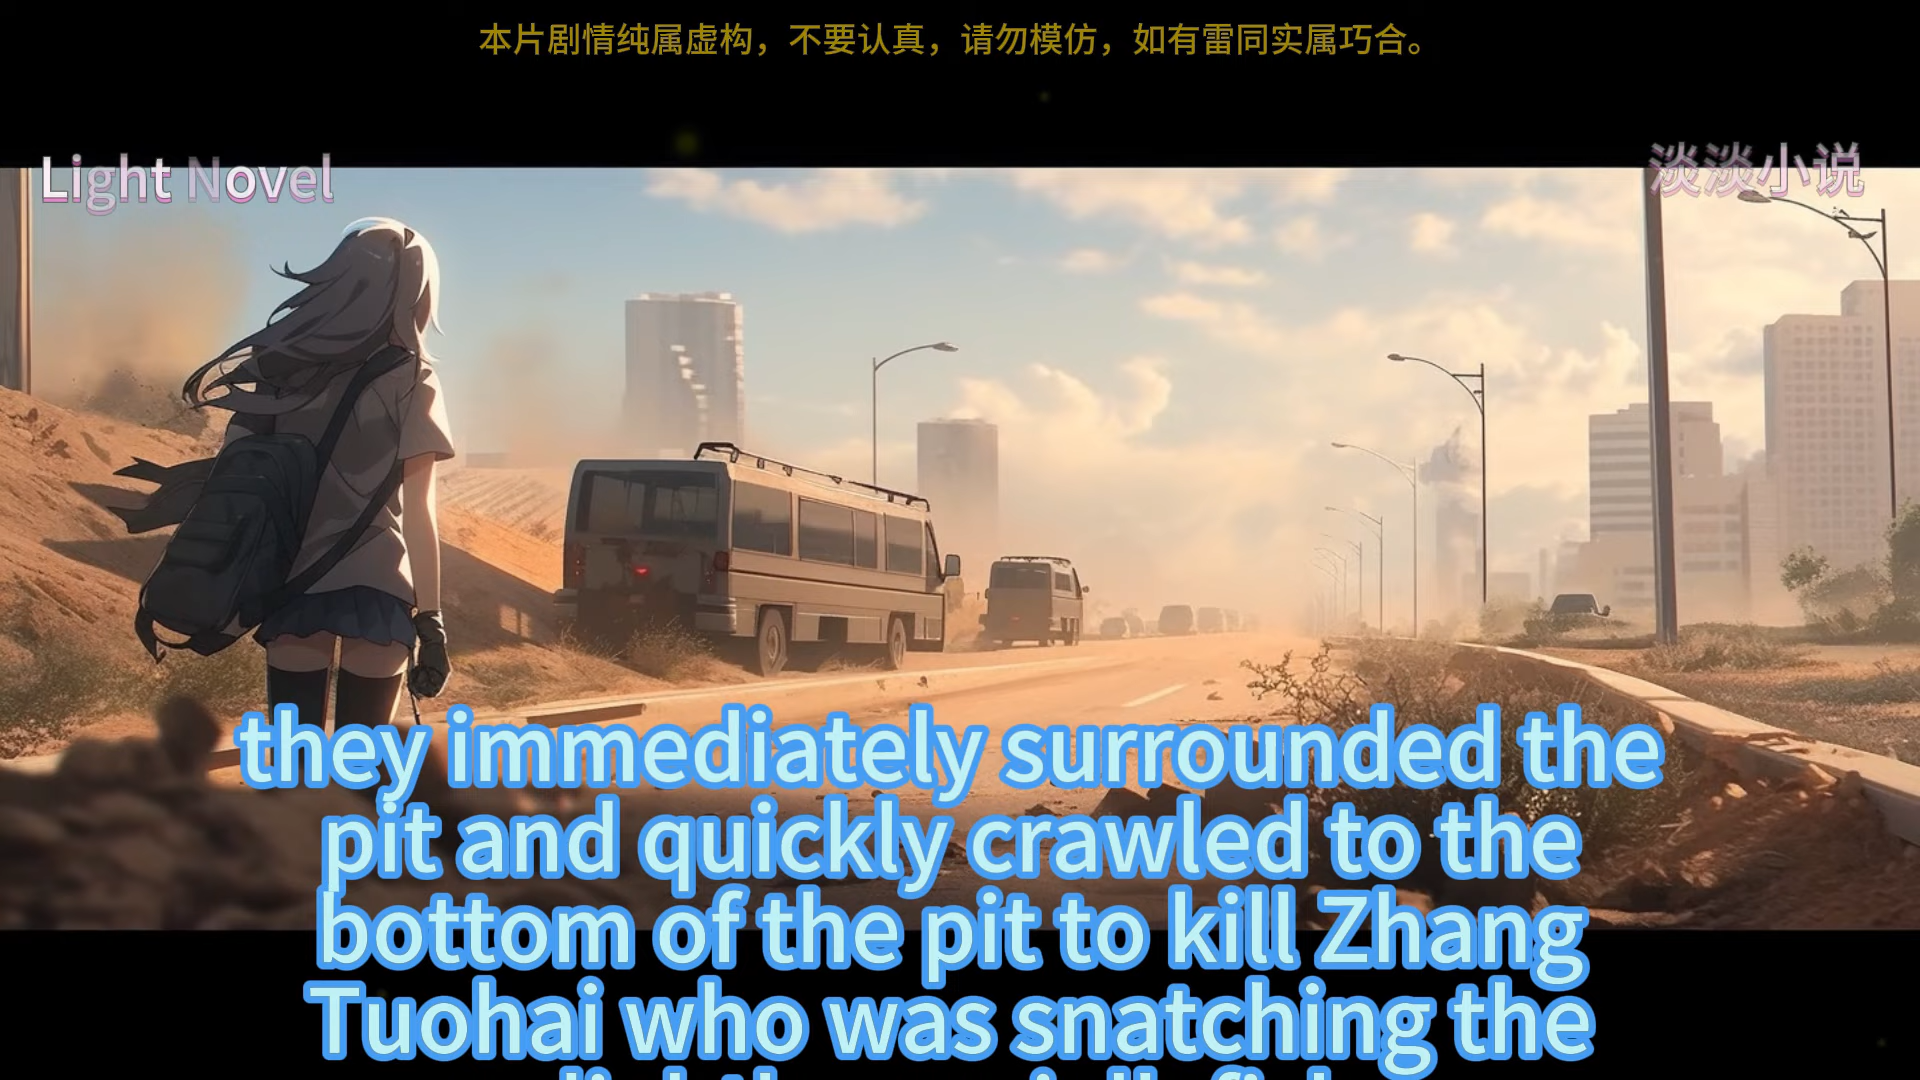 本片剧情纯属虚构，不要认真，请勿模仿，如有雷同实属巧合。
Light Novel
淡淡小说
they immediately surrounded the
pit and quickly crawled to the
bottom of the pit to kill Zhang
Tuohai who was snatching the